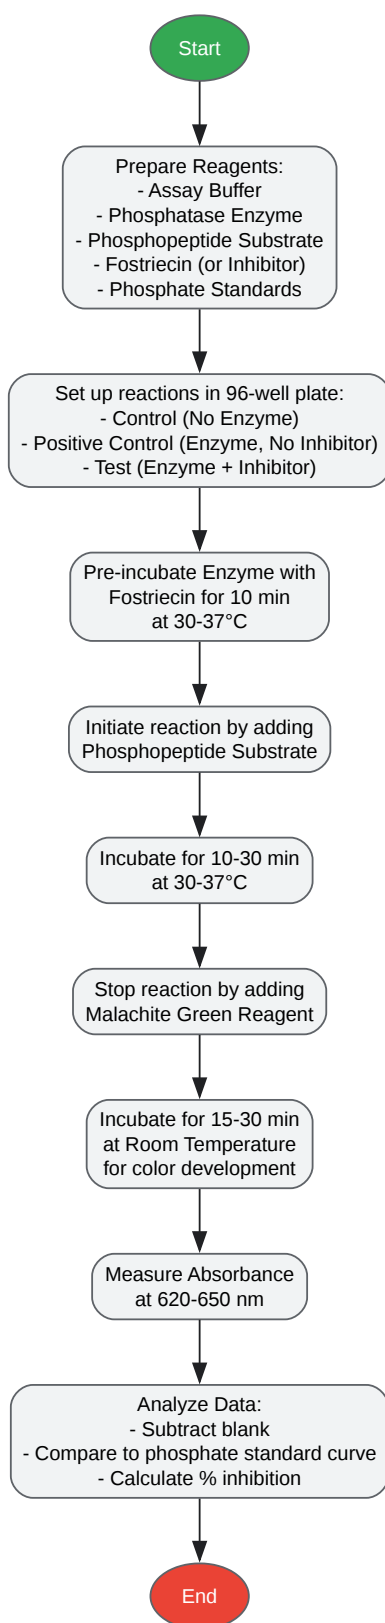 Start
Prepare Reagents:
- Assay Buffer
- Phosphatase Enzyme
- Phosphopeptide Substrate
- Fostriecin (or Inhibitor)
- Phosphate Standards
Set up reactions in 96-well plate:
- Control (No Enzyme)
- Positive Control (Enzyme, No Inhibitor)
- Test (Enzyme + Inhibitor)
Pre-incubate Enzyme with
Fostriecin for 10 min
at 30-37°C
Initiate reaction by adding
Phosphopeptide Substrate
Incubate for 10-30 min
at 30-37°C
Stop reaction by adding
Malachite Green Reagent
Incubate for 15-30 min
at Room Temperature
for color development
Measure Absorbance
at 620-650 nm
Analyze Data:
- Subtract blank
- Compare to phosphate standard curve
- Calculate % inhibition
End